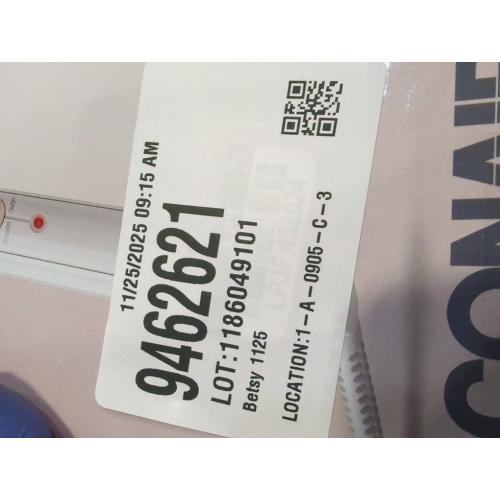 11/25/2025 09:15 AM
9462621
LOT:1186049101
Betsy 1125
LOCATION:1-A-0905-C-3
CONAIR